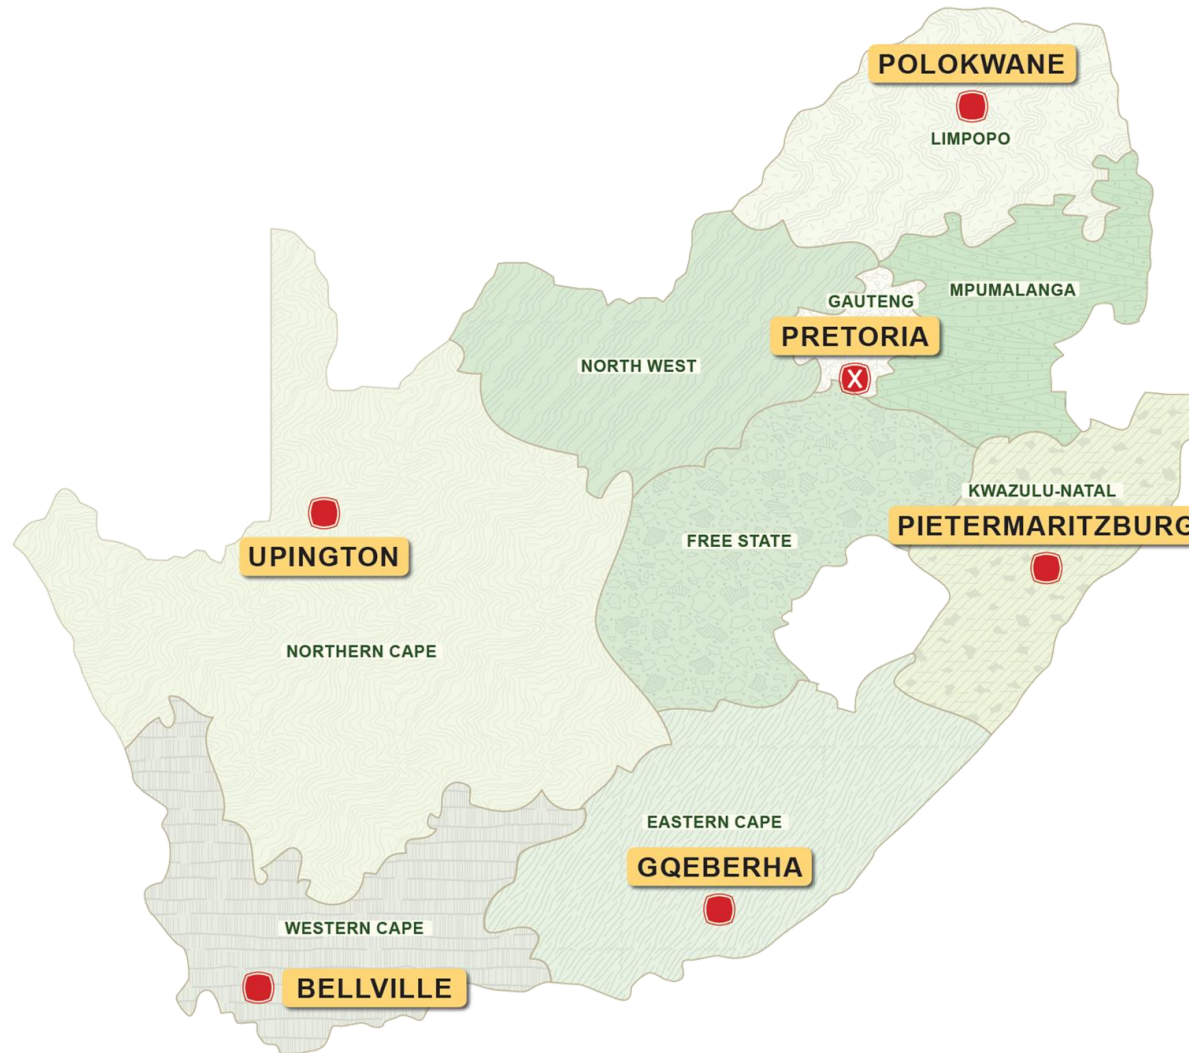 POLOKWANE
LIMPOPO
MPUMALANGA
GAUTENG
PRETORIA
X
NORTH WEST
KWAZULU-NATAL
PIETERMARITZBURG
FREE STATE
UPINGTON
NORTHERN CAPE
EASTERN CAPE
GQEBERHA
WESTERN CAPE
BELLVILLE